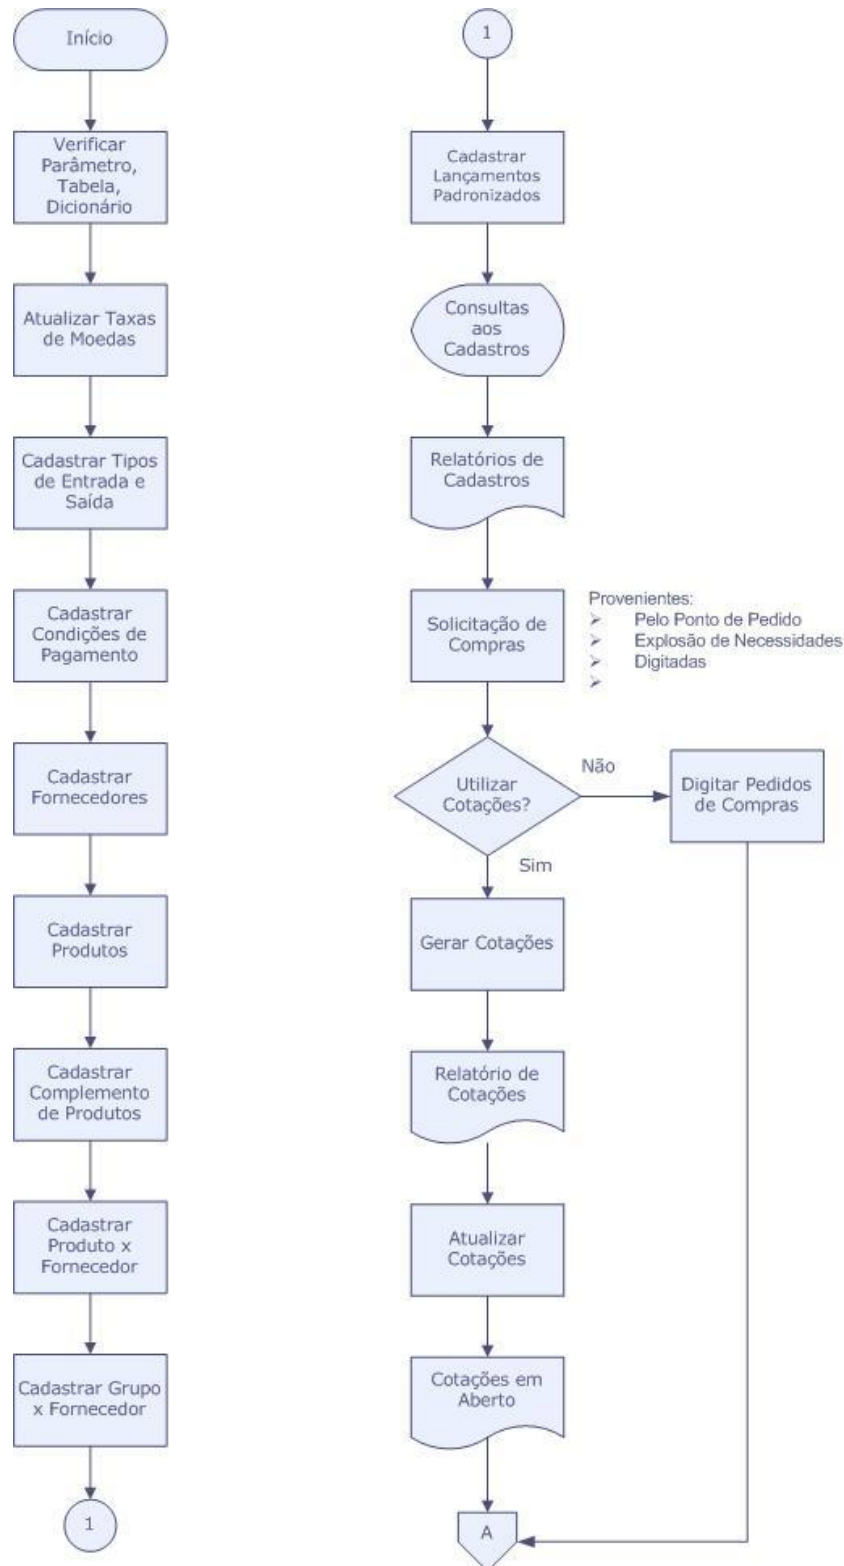 Início
Verificar
Parâmetro,
Tabela,
Dicionário
Atualizar Taxas
de Moedas
Cadastrar Tipos
de Entrada e
Saída
Cadastrar
Condições de
Pagamento
Cadastrar
Fornecedores
Cadastrar
Produtos
Cadastrar
Complemento
de Produtos
Cadastrar
Produto x
Fornecedor
Cadastrar Grupo
x Fornecedor
1
1
Cadastrar
Lançamentos
Padronizados
Consultas
aos
Cadastros
Relatórios de
Cadastros
Solicitação de
Compras
Provenientes:
➢ Pelo Ponto de Pedido
➢ Explosão de Necessidades
➢ Digitadas
➢
Utilizar
Cotações?
Não
Digitar Pedidos
de Compras
Sim
Gerar Cotações
Relatório de
Cotações
Atualizar
Cotações
Cotações em
Aberto
A